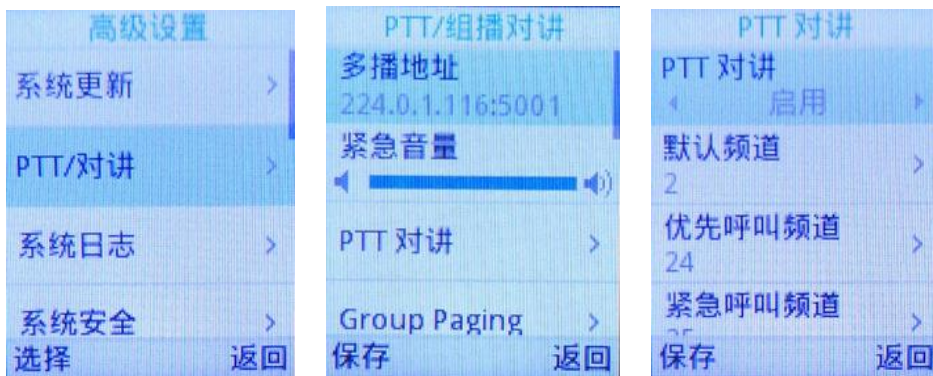 高级设置
系统更新
PTT/对讲
系统日志
系统安全
选择 返回
PTT/组播对讲
多播地址
224.0.1.116:5001
紧急音量
PTT 对讲
Group Paging
保存 返回
PTT 对讲
PTT 对讲
启用
默认频道
2
优先呼叫频道
24
紧急呼叫频道
25
保存 返回